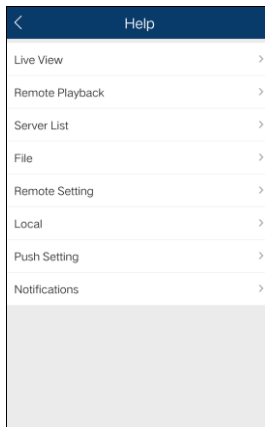 Help
Live View
Remote Playback
Server List
File
Remote Setting
Local
Push Setting
Notifications